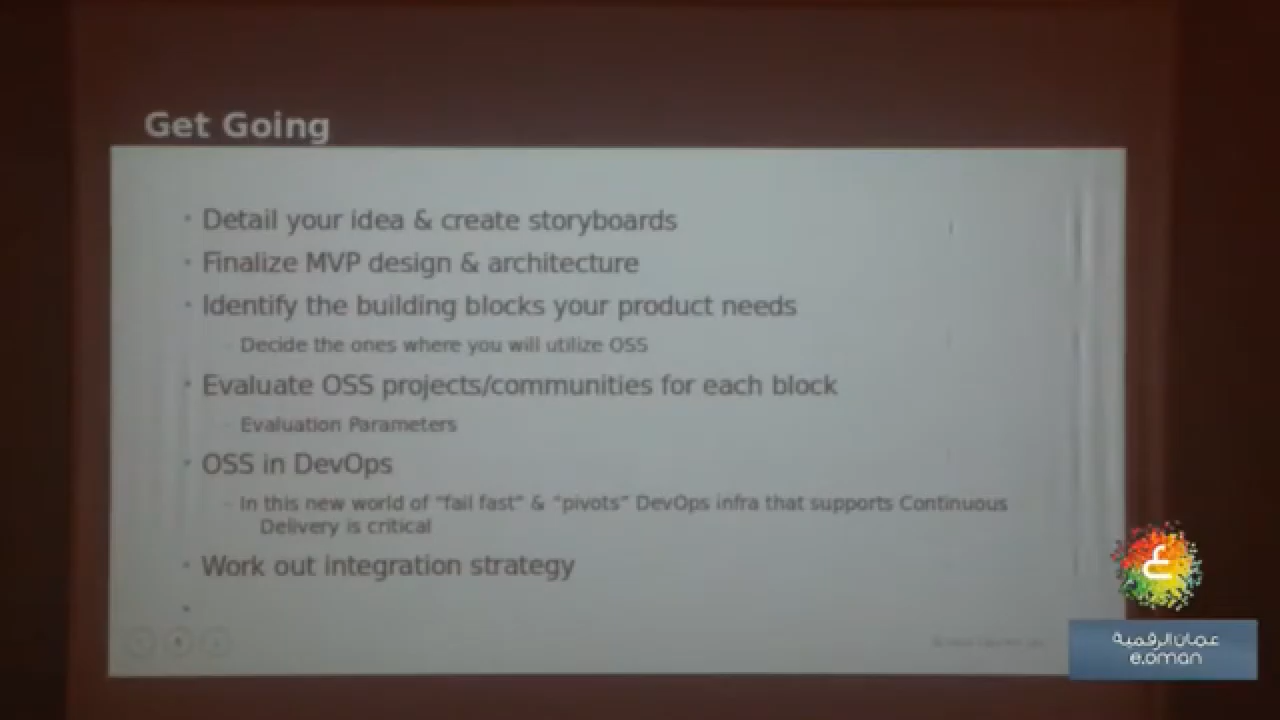 Get Going
• Detail your idea & create storyboards
• Finalize MVP design & architecture
• Identify the building blocks your product needs
– Decide the ones where you will utilize OSS
• Evaluate OSS projects/communities for each block
– Evaluation Parameters
• OSS in DevOps
– In this new world of “fail fast” & “pivots” DevOps infra that supports Continuous
Delivery is critical
• Work out integration strategy
•
ع
عمان الرقمية
e.oman